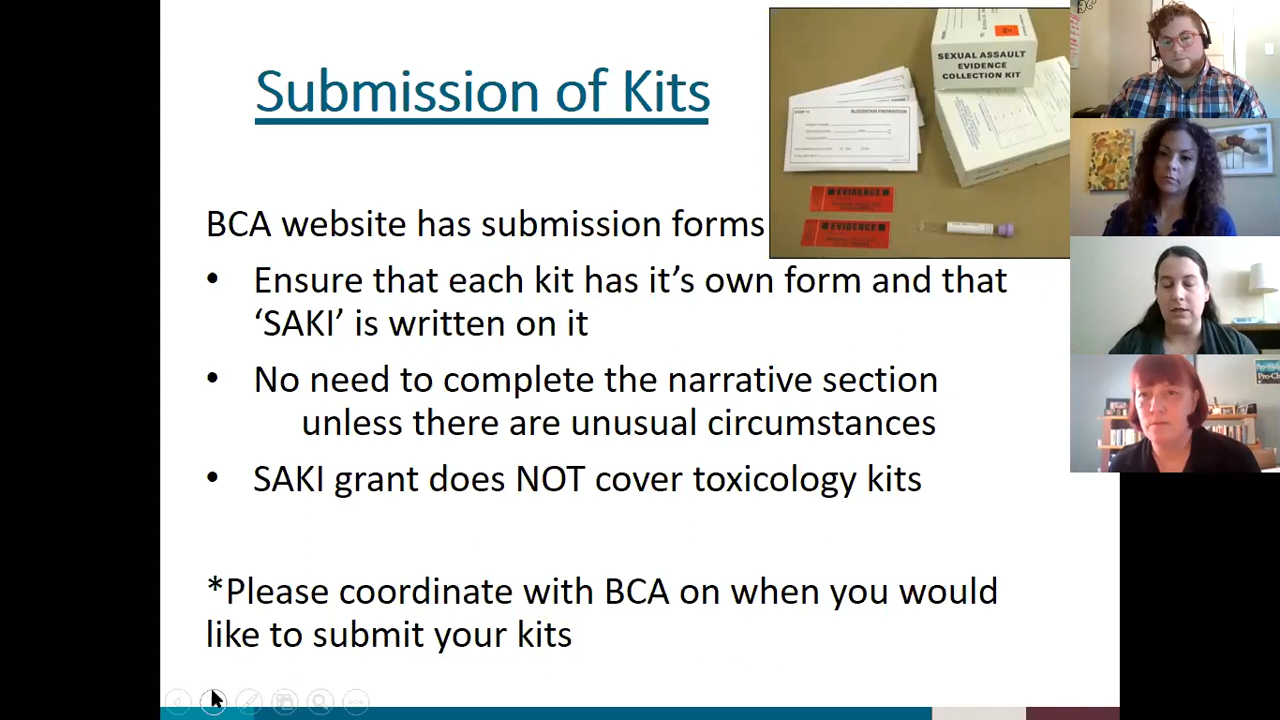 Submission of Kits
SEXUAL ASSAULT
EVIDENCE
COLLECTION KIT
BLOODSTAIN PREPARATION
EVIDENCE
EVIDENCE
BCA website has submission forms
• Ensure that each kit has it’s own form and that
‘SAKI’ is written on it
• No need to complete the narrative section
unless there are unusual circumstances
• SAKI grant does NOT cover toxicology kits
*Please coordinate with BCA on when you would
like to submit your kits